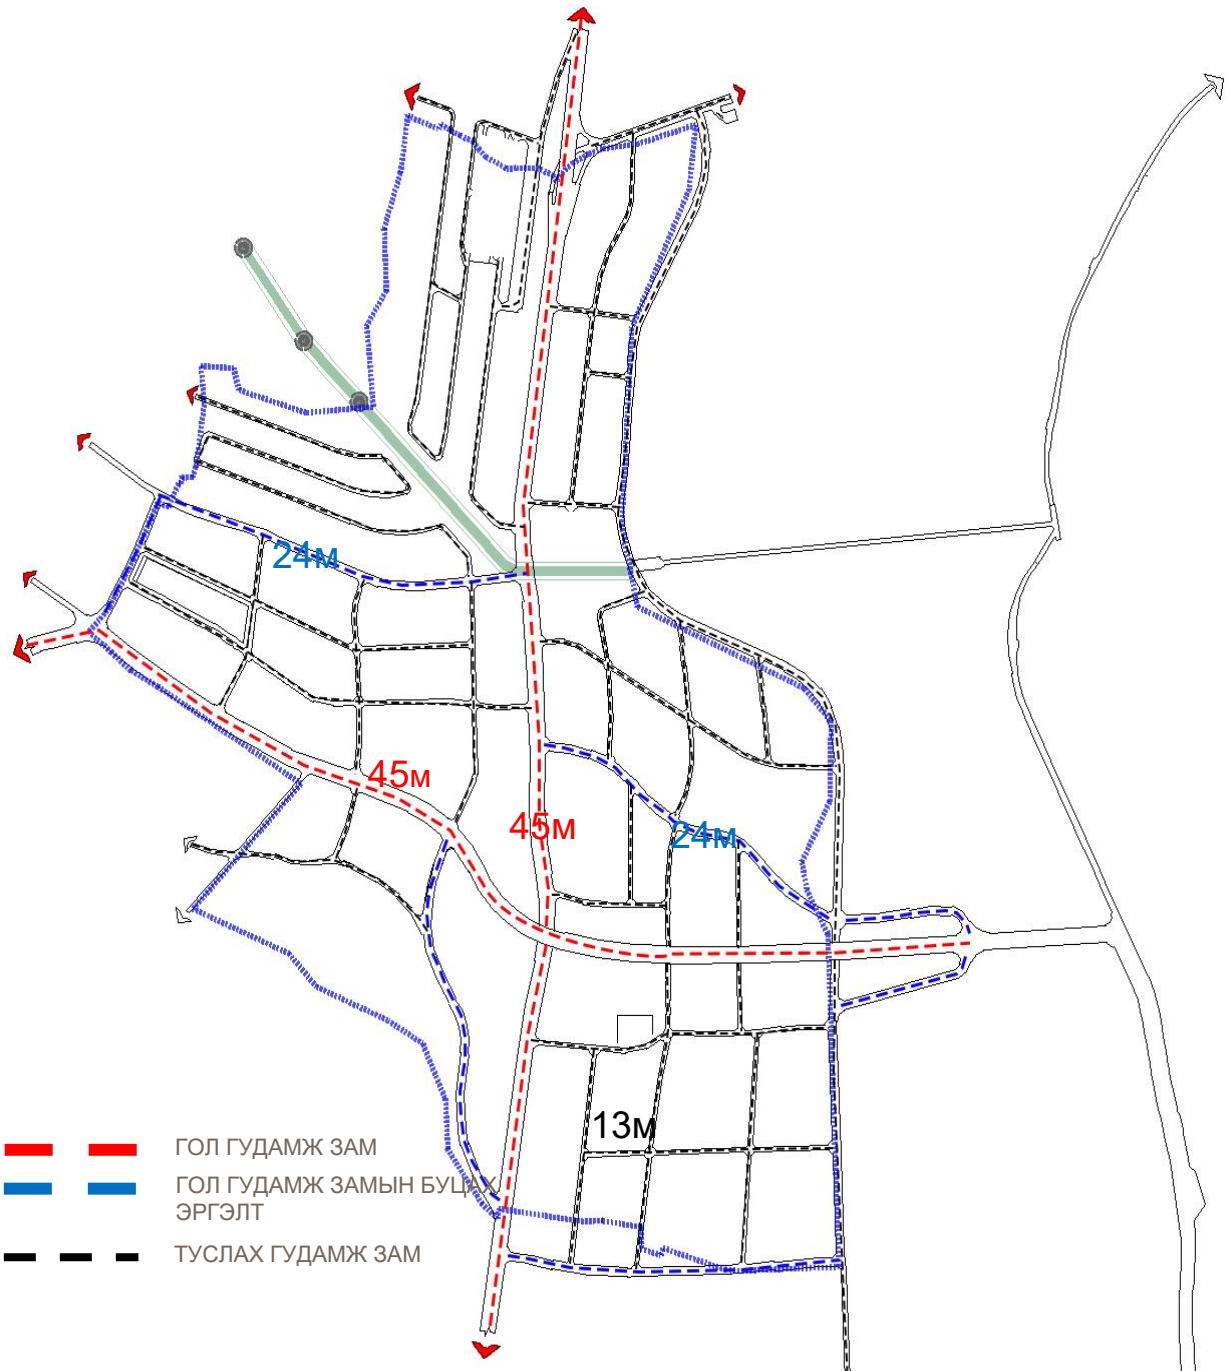 24м
45м
45м
24м
13м
ГОЛ ГУДАМЖ ЗАМ
ГОЛ ГУДАМЖ ЗАМЫН БУЦАХ
ЭРГЭЛТ
ТУСЛАХ ГУДАМЖ ЗАМ